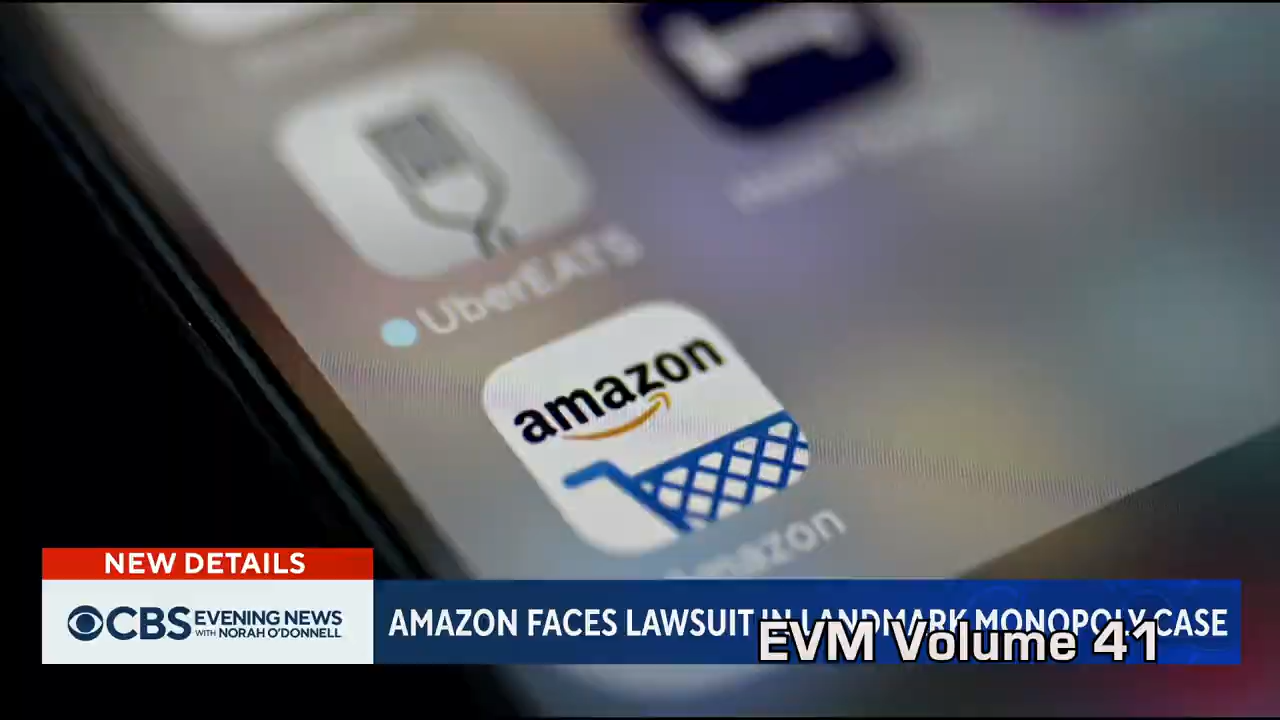 UberEATS
amazon
Amazon
NEW DETAILS
CBS EVENING NEWS
WITH NORAH O'DONNELL
AMAZON FACES LAWSUIT IN LANDMARK MONOPOLY CASE
EVM Volume 41